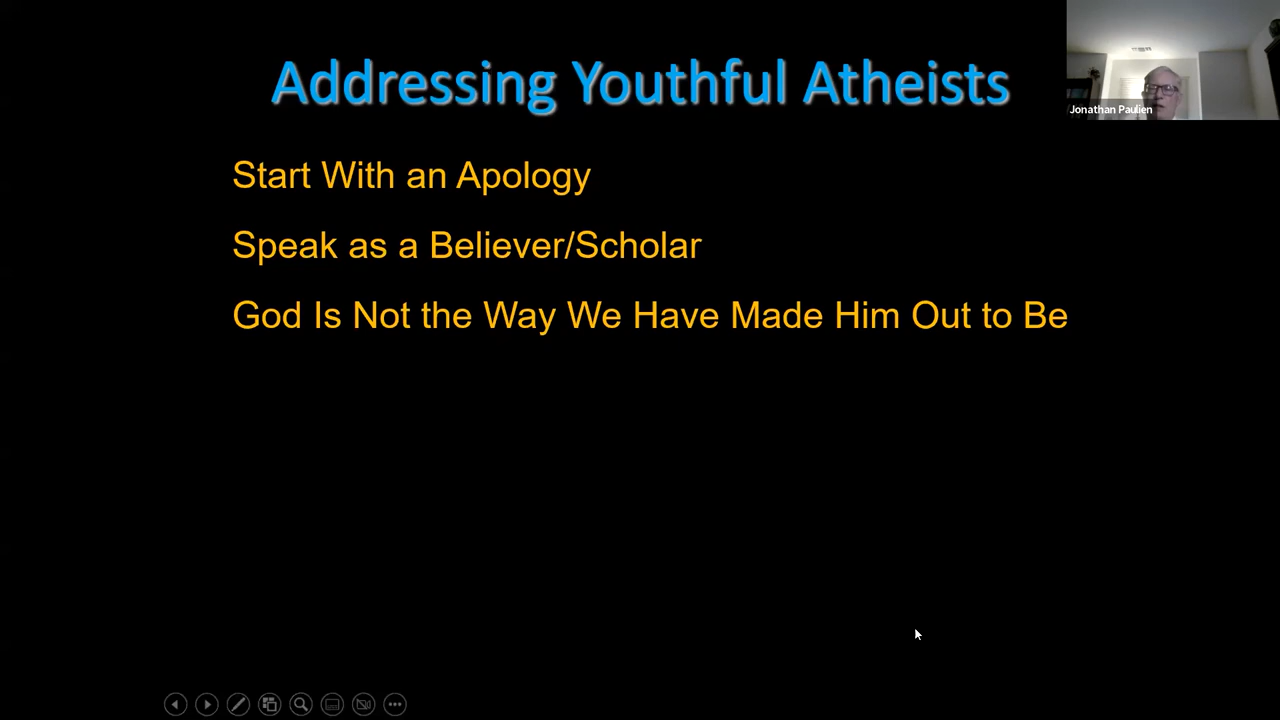 Addressing Youthful Atheists
Jonathan Paulien
Start With an Apology
Speak as a Believer/Scholar
God Is Not the Way We Have Made Him Out to Be